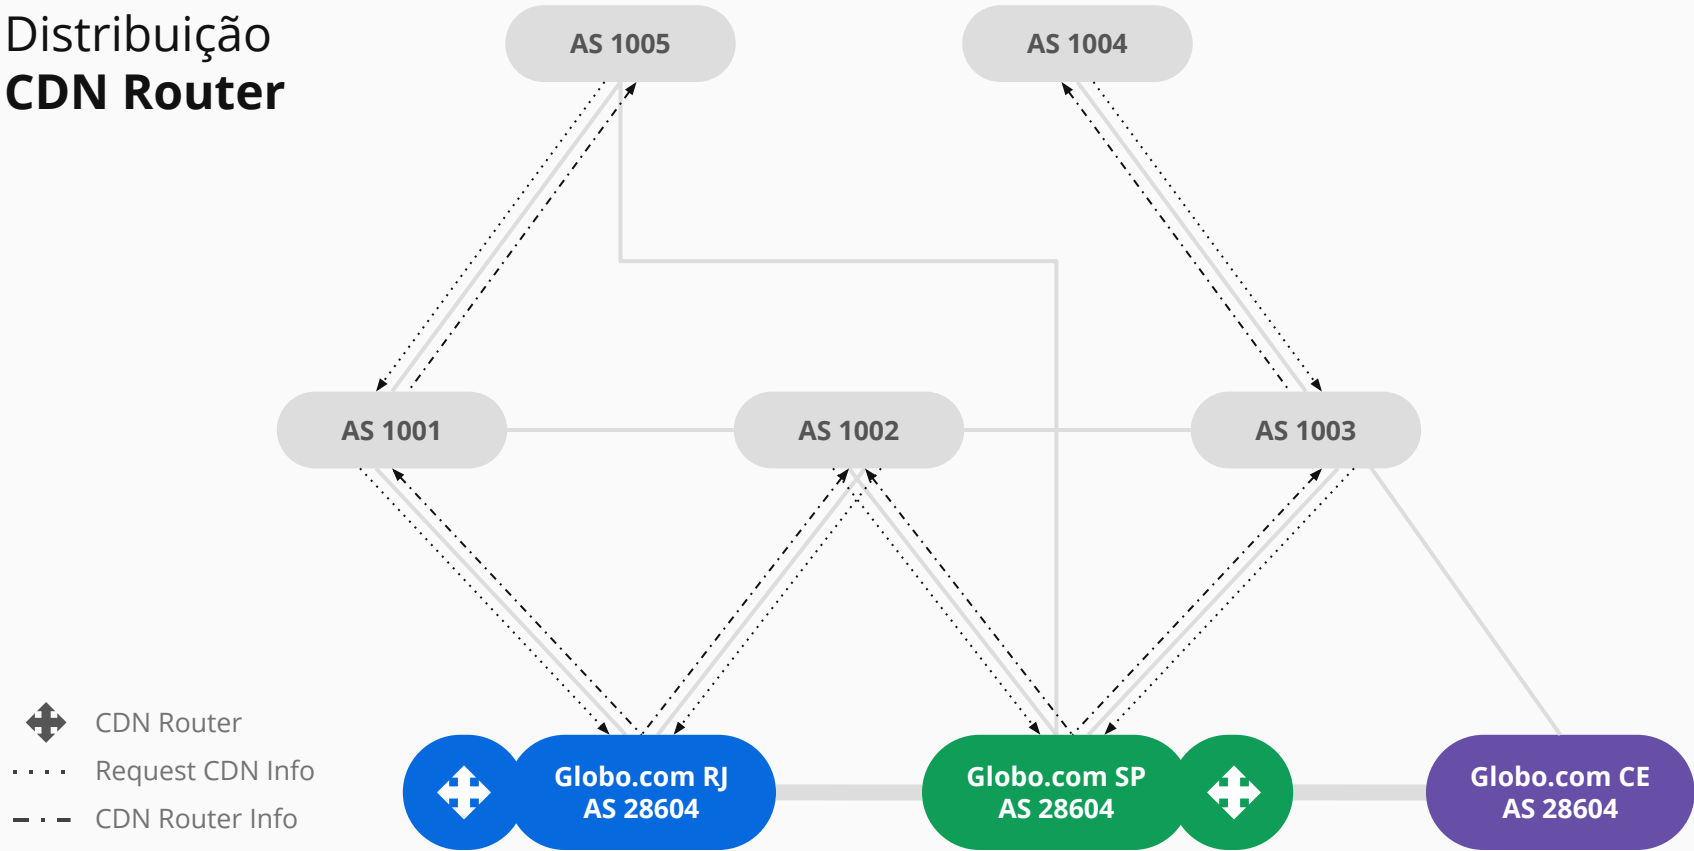 Distribuição
CDN Router
AS 1005
AS 1004
AS 1001
AS 1002
AS 1003
CDN Router
Request CDN Info
CDN Router Info
Globo.com RJ
AS 28604
Globo.com SP
AS 28604
Globo.com CE
AS 28604